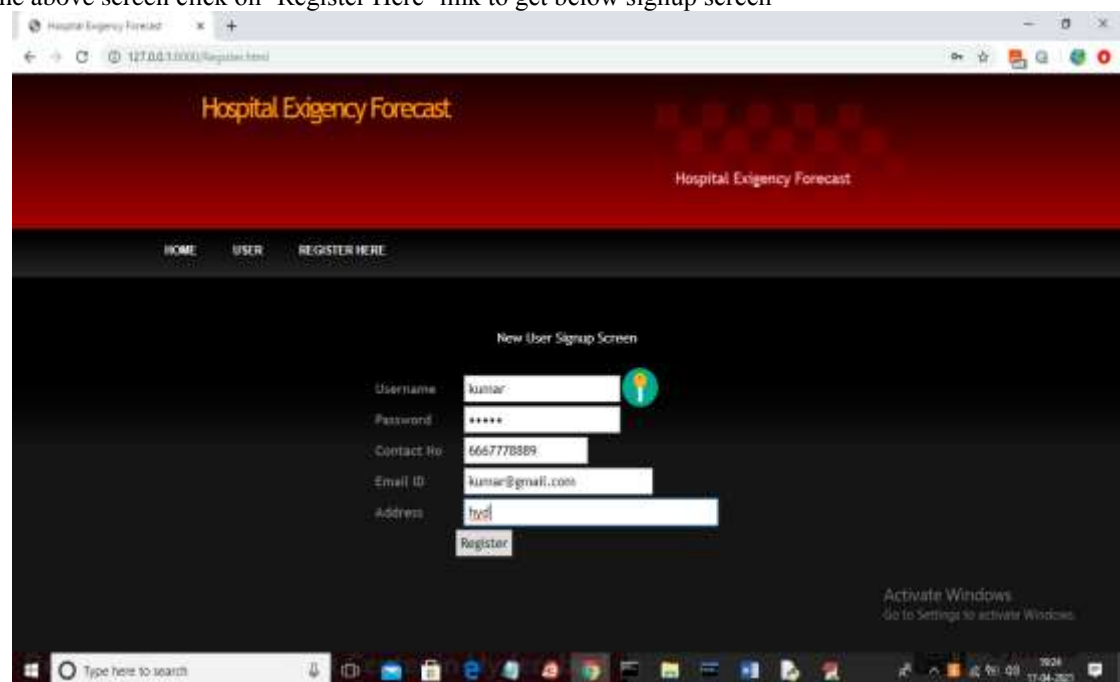 he above screen click on 'Register Here' link to get below signup screen
Hospital Exigency Forecast
127.0.0.1:8000/Register.html
Hospital Exigency Forecast
Hospital Exigency Forecast
HOME USER REGISTER HERE
New User Signup Screen
Username kumar
Password •••••
Contact No 6667778889
Email ID kumar@gmail.com
Address hyd
Register
Activate Windows
Go to Settings to activate Windows.
Type here to search
17-04-2021